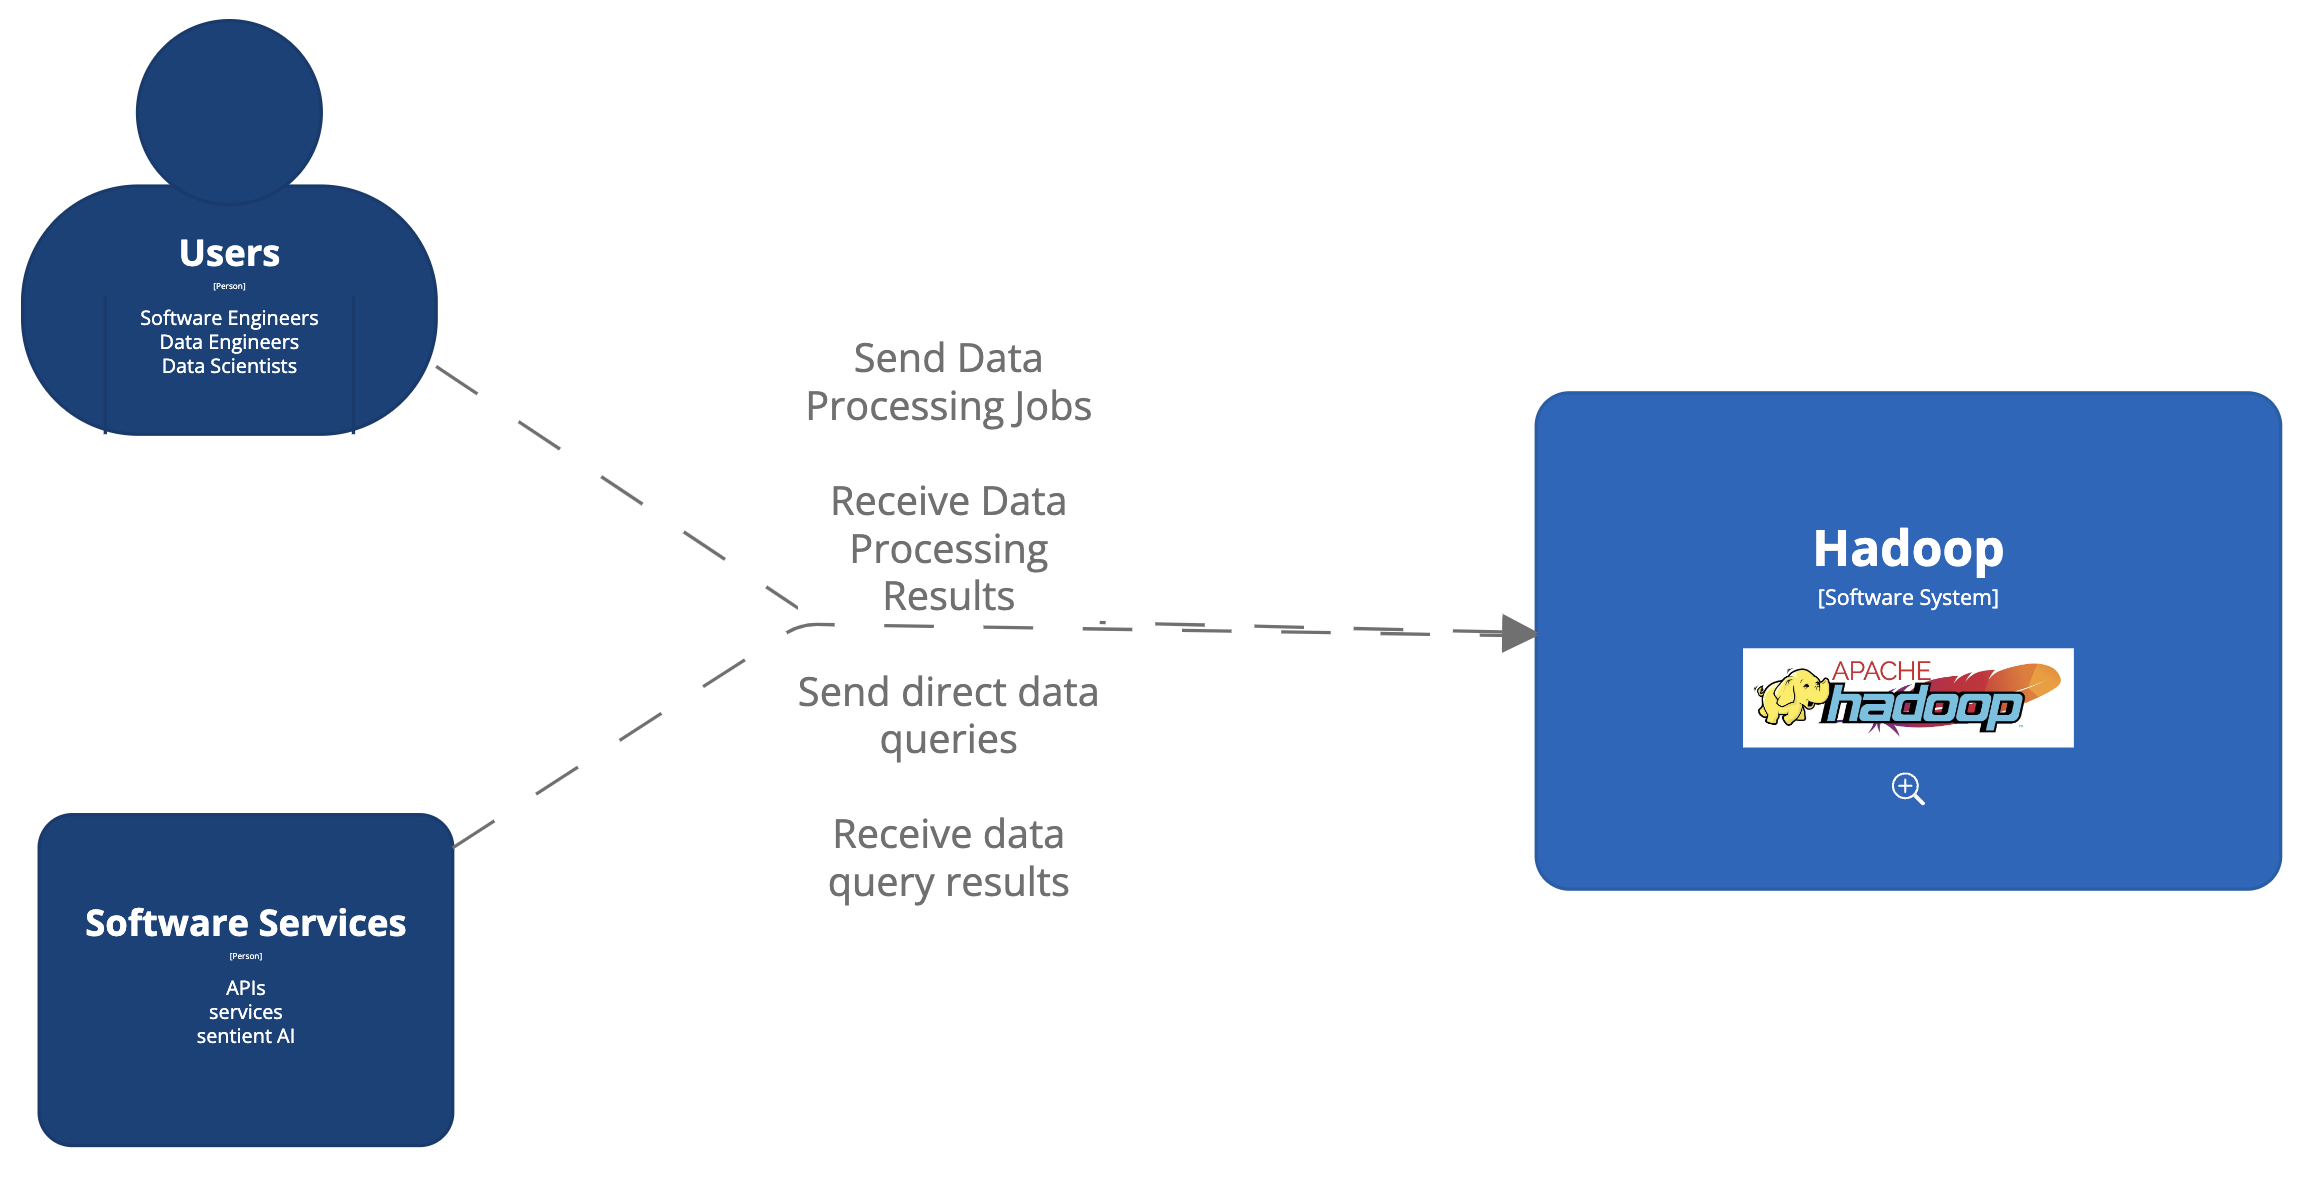 Users
[Person]
Software Engineers
Data Engineers
Data Scientists
Send Data
Processing Jobs
Receive Data
Processing
Results
Send direct data
queries
Receive data
query results
Software Services
[Person]
APIs
services
sentient AI
Hadoop
[Software System]
APACHE
hadoop